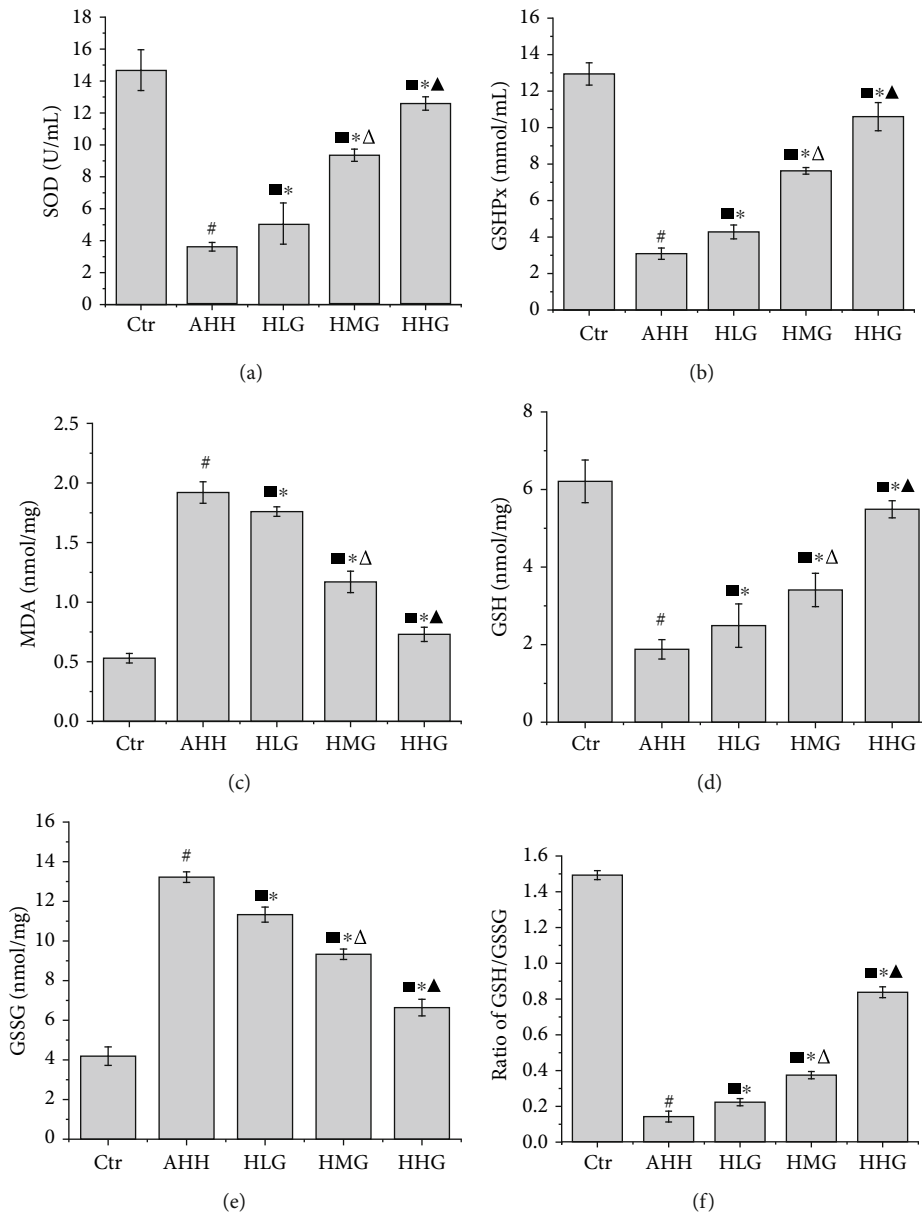 16
14
12
10
8
6
4
2
0
SOD (U/mL)
#
■*
■*Δ
■*▲
Ctr AHH HLG HMG HHG
(a)
14
12
10
8
6
4
2
0
GSHPx (mmol/mL)
#
■*
■*Δ
■*▲
Ctr AHH HLG HMG HHG
(b)
2.5
2.0
1.5
1.0
0.5
0.0
MDA (nmol/mg)
#
■*
■*Δ
■*▲
Ctr AHH HLG HMG HHG
(c)
8
6
4
2
0
GSH (nmol/mg)
#
■*
■*Δ
■*▲
Ctr AHH HLG HMG HHG
(d)
16
14
12
10
8
6
4
2
0
GSSG (nmol/mg)
#
■*
■*Δ
■*▲
Ctr AHH HLG HMG HHG
(e)
1.6
1.4
1.2
1.0
0.8
0.6
0.4
0.2
0.0
Ratio of GSH/GSSG
#
■*
■*Δ
■*▲
Ctr AHH HLG HMG HHG
(f)